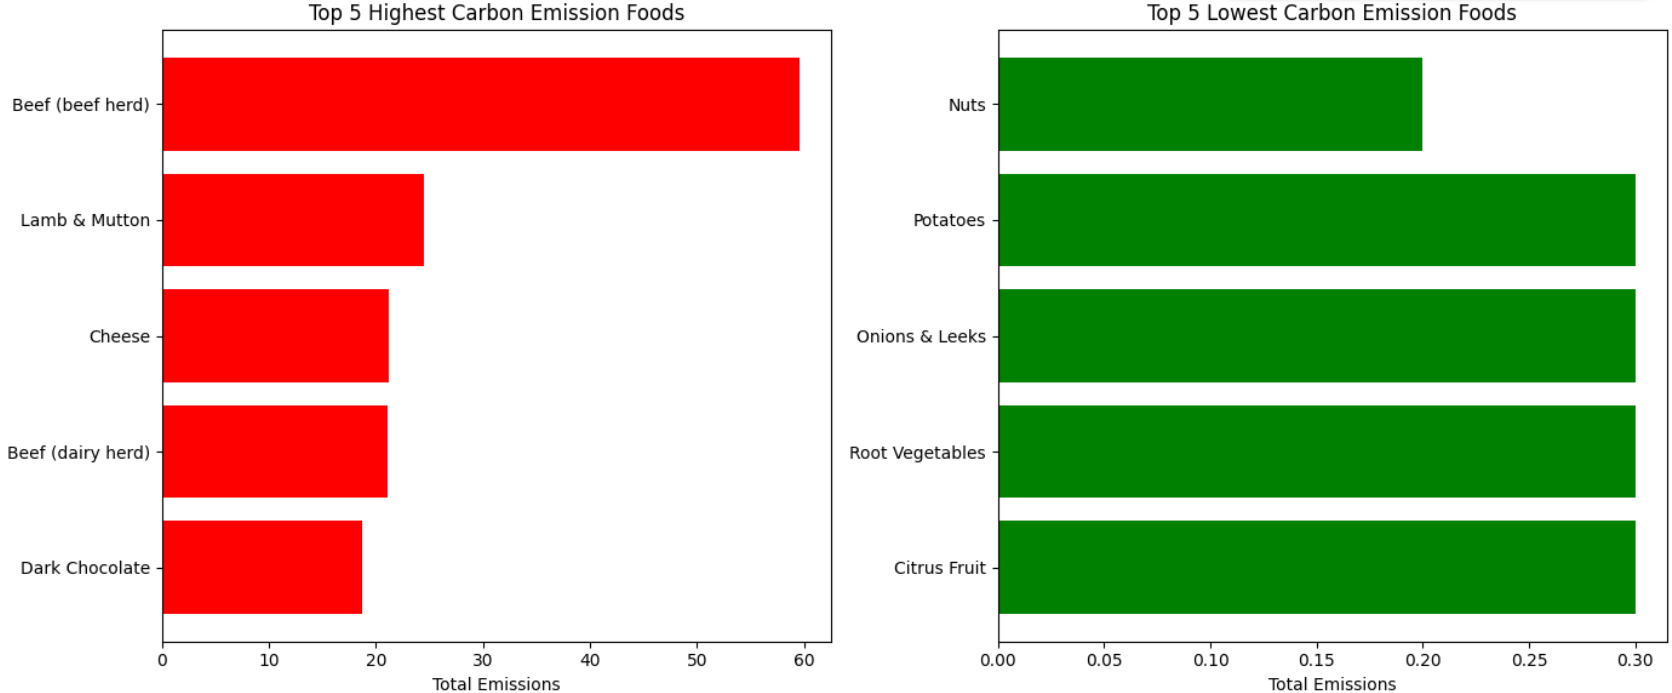 Top 5 Highest Carbon Emission Foods
Beef (beef herd)
Lamb & Mutton
Cheese
Beef (dairy herd)
Dark Chocolate
0 10 20 30 40 50 60
Total Emissions
Top 5 Lowest Carbon Emission Foods
Nuts
Potatoes
Onions & Leeks
Root Vegetables
Citrus Fruit
0.00 0.05 0.10 0.15 0.20 0.25 0.30
Total Emissions